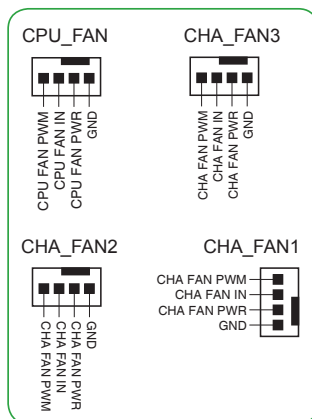 CPU_FAN
CPU FAN PWM
CPU FAN IN
CPU FAN PWR
GND
CHA_FAN3
CHA FAN PWM
CHA FAN IN
CHA FAN PWR
GND
CHA_FAN2
CHA FAN PWM
CHA FAN IN
CHA FAN PWR
GND
CHA_FAN1
CHA FAN PWM
CHA FAN IN
CHA FAN PWR
GND